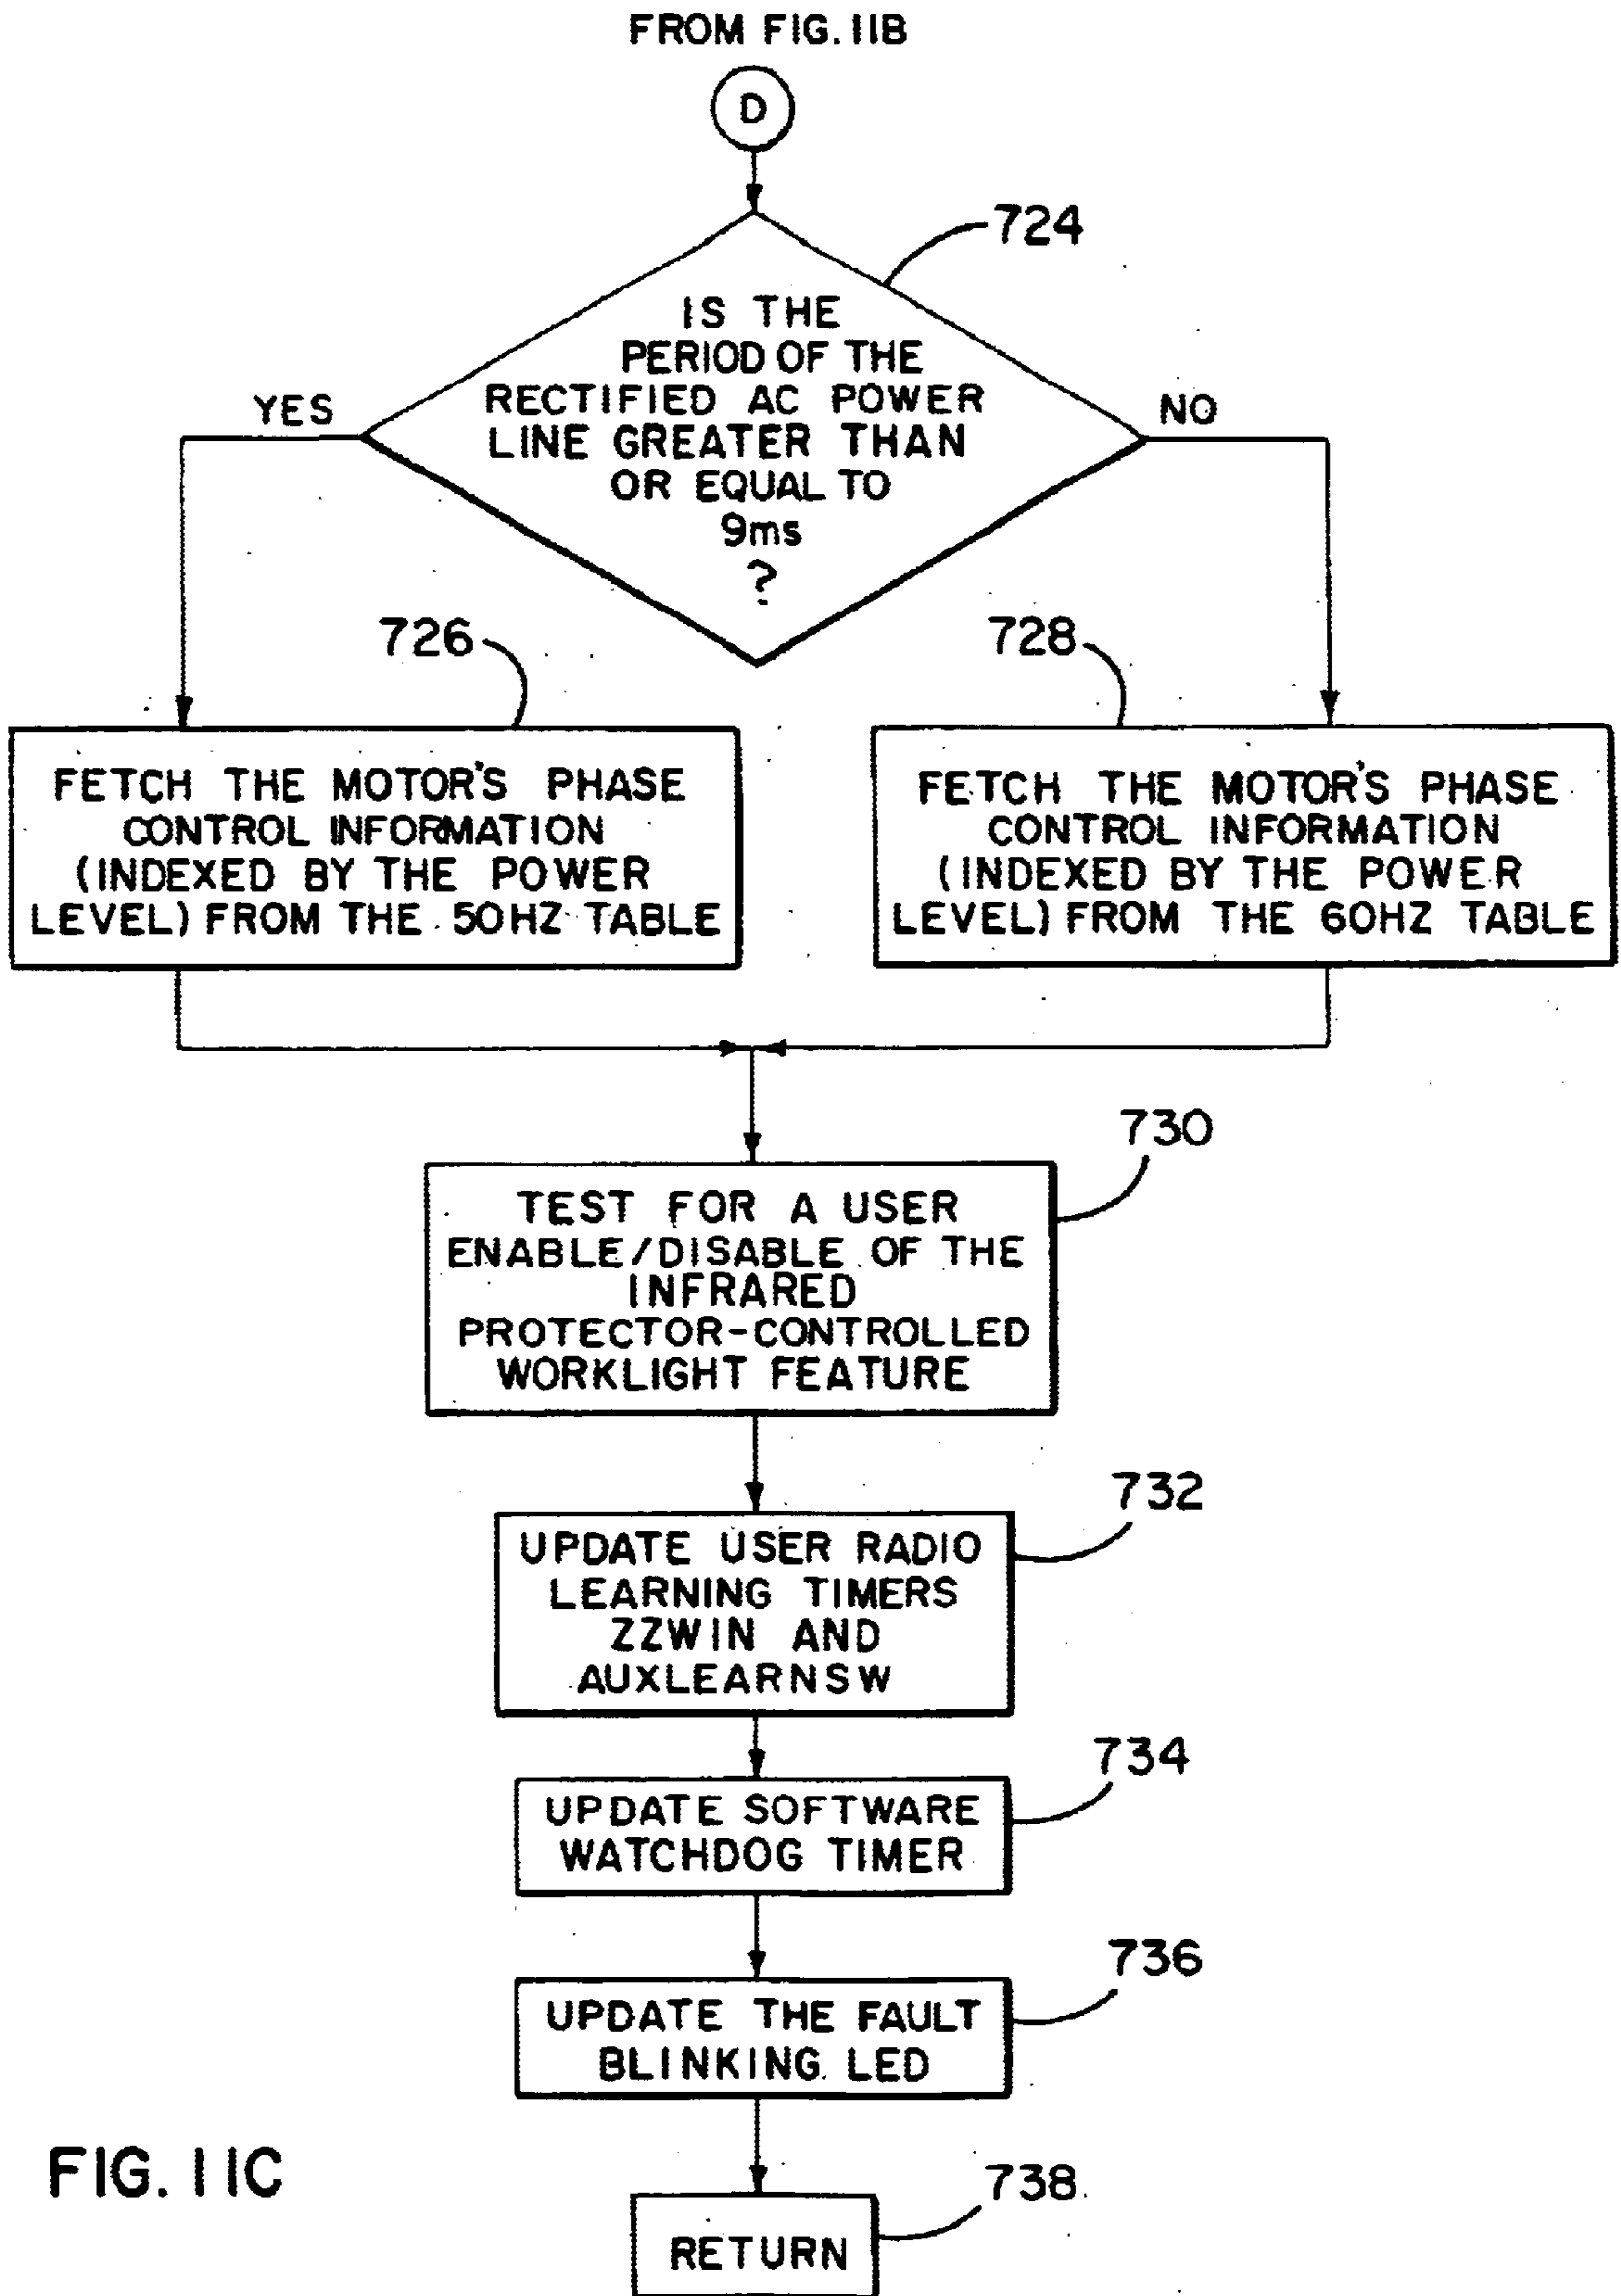 FROM FIG. 11B
D
724
IS THE
PERIOD OF THE
RECTIFIED AC POWER
LINE GREATER THAN
OR EQUAL TO
9ms
?
YES
NO
726
FETCH THE MOTOR'S PHASE
CONTROL INFORMATION
(INDEXED BY THE POWER
LEVEL) FROM THE 50HZ TABLE
728
FETCH THE MOTOR'S PHASE
CONTROL INFORMATION
(INDEXED BY THE POWER
LEVEL) FROM THE 60HZ TABLE
730
TEST FOR A USER
ENABLE/DISABLE OF THE
INFRARED
PROTECTOR-CONTROLLED
WORKLIGHT FEATURE
732
UPDATE USER RADIO
LEARNING TIMERS
ZZWIN AND
AUXLEARNSW
734
UPDATE SOFTWARE
WATCHDOG TIMER
736
UPDATE THE FAULT
BLINKING LED
738
RETURN
FIG. 11C